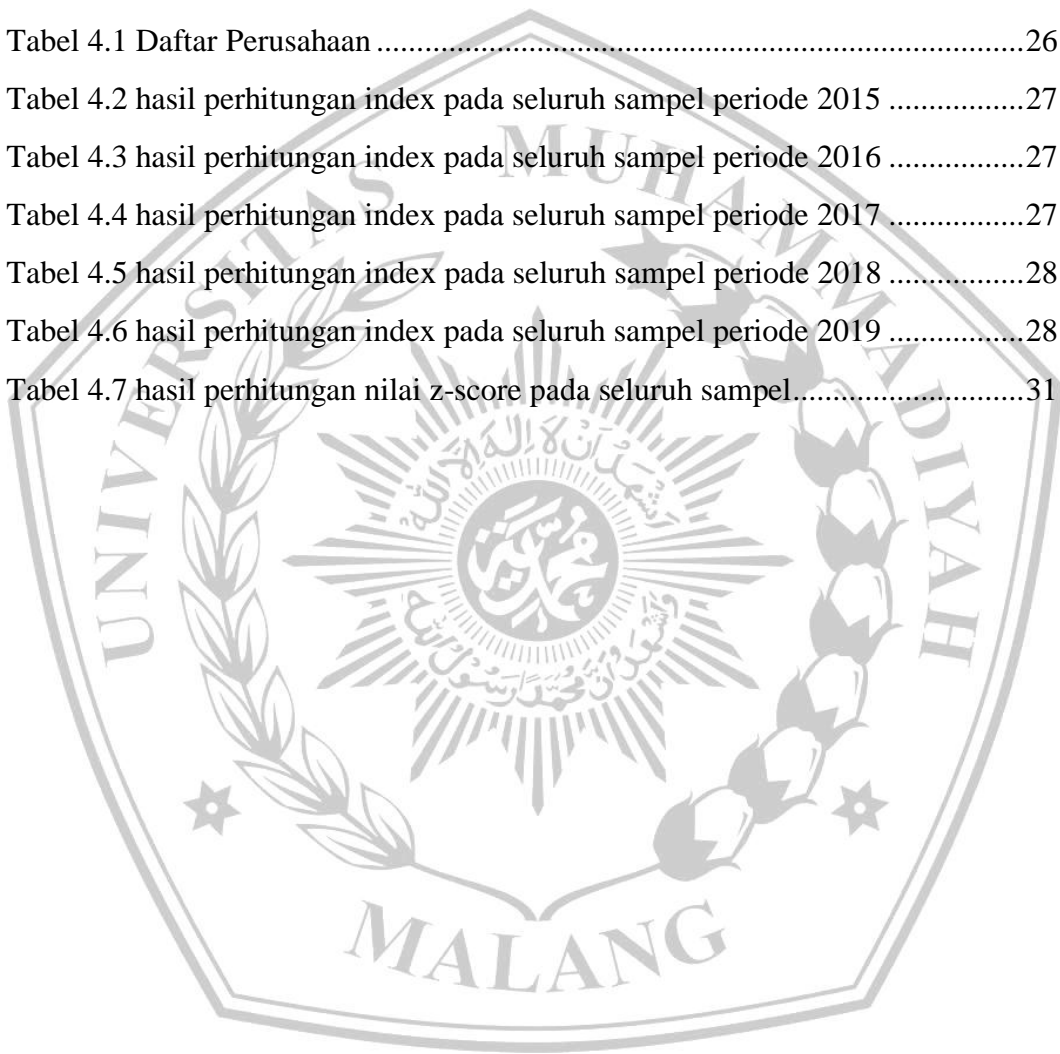 Tabel 4.1 Daftar Perusahaan....................................................................................26
Tabel 4.2 hasil perhitungan index pada seluruh sampel periode 2015 .................27
Tabel 4.3 hasil perhitungan index pada seluruh sampel periode 2016 .................27
Tabel 4.4 hasil perhitungan index pada seluruh sampel periode 2017 .................27
Tabel 4.5 hasil perhitungan index pada seluruh sampel periode 2018 .................28
Tabel 4.6 hasil perhitungan index pada seluruh sampel periode 2019 .................28
Tabel 4.7 hasil perhitungan nilai z-score pada seluruh sampel.............................31
UNIVERSITAS MUHAMMADIYAH
MALANG